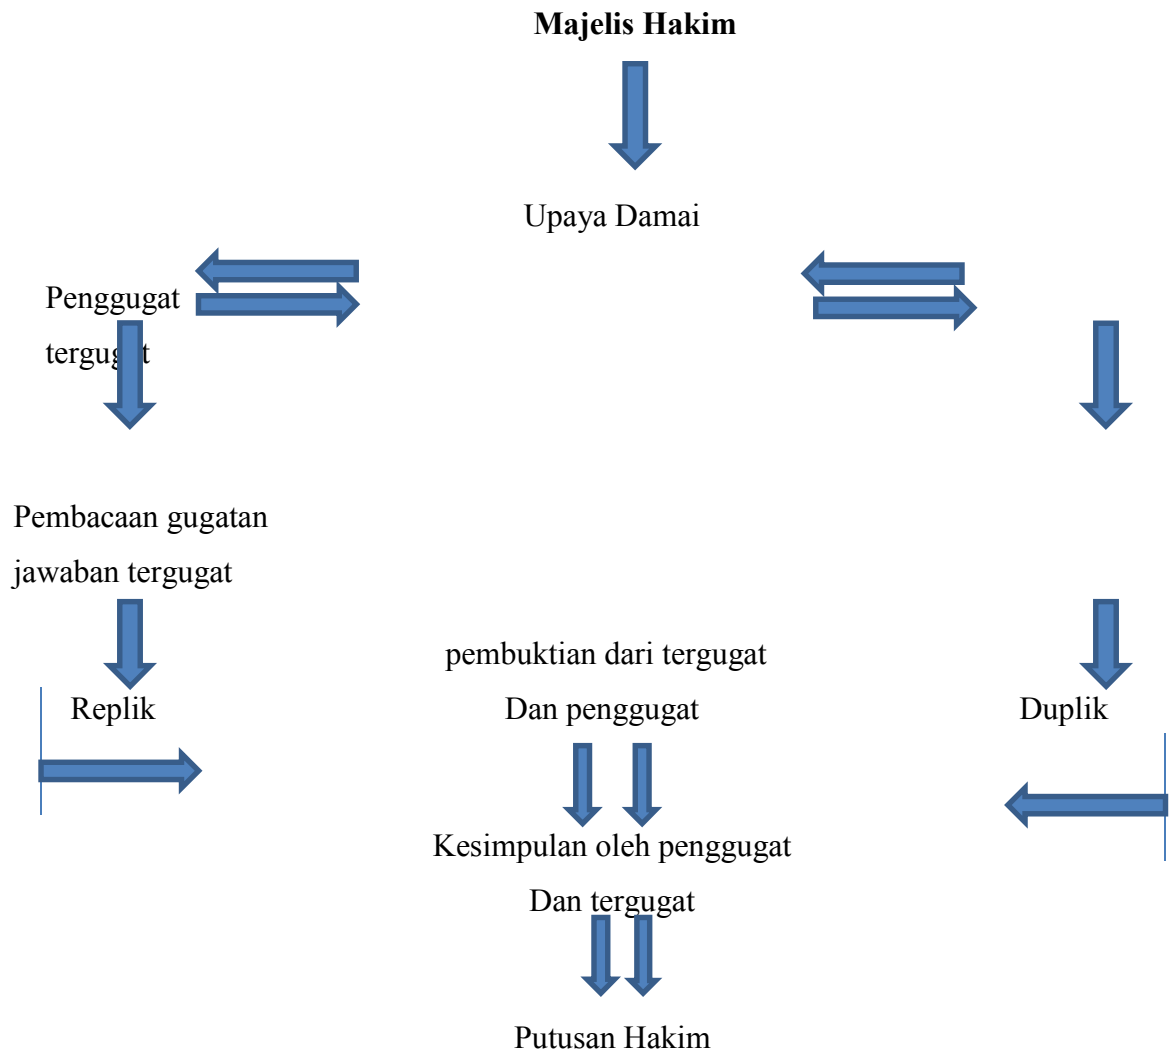 Majelis Hakim
Upaya Damai
Penggugat
tergugat
Pembacaan gugatan
jawaban tergugat
pembuktian dari tergugat
Replik
Dan penggugat
Duplik
Kesimpulan oleh penggugat
Dan tergugat
Putusan Hakim